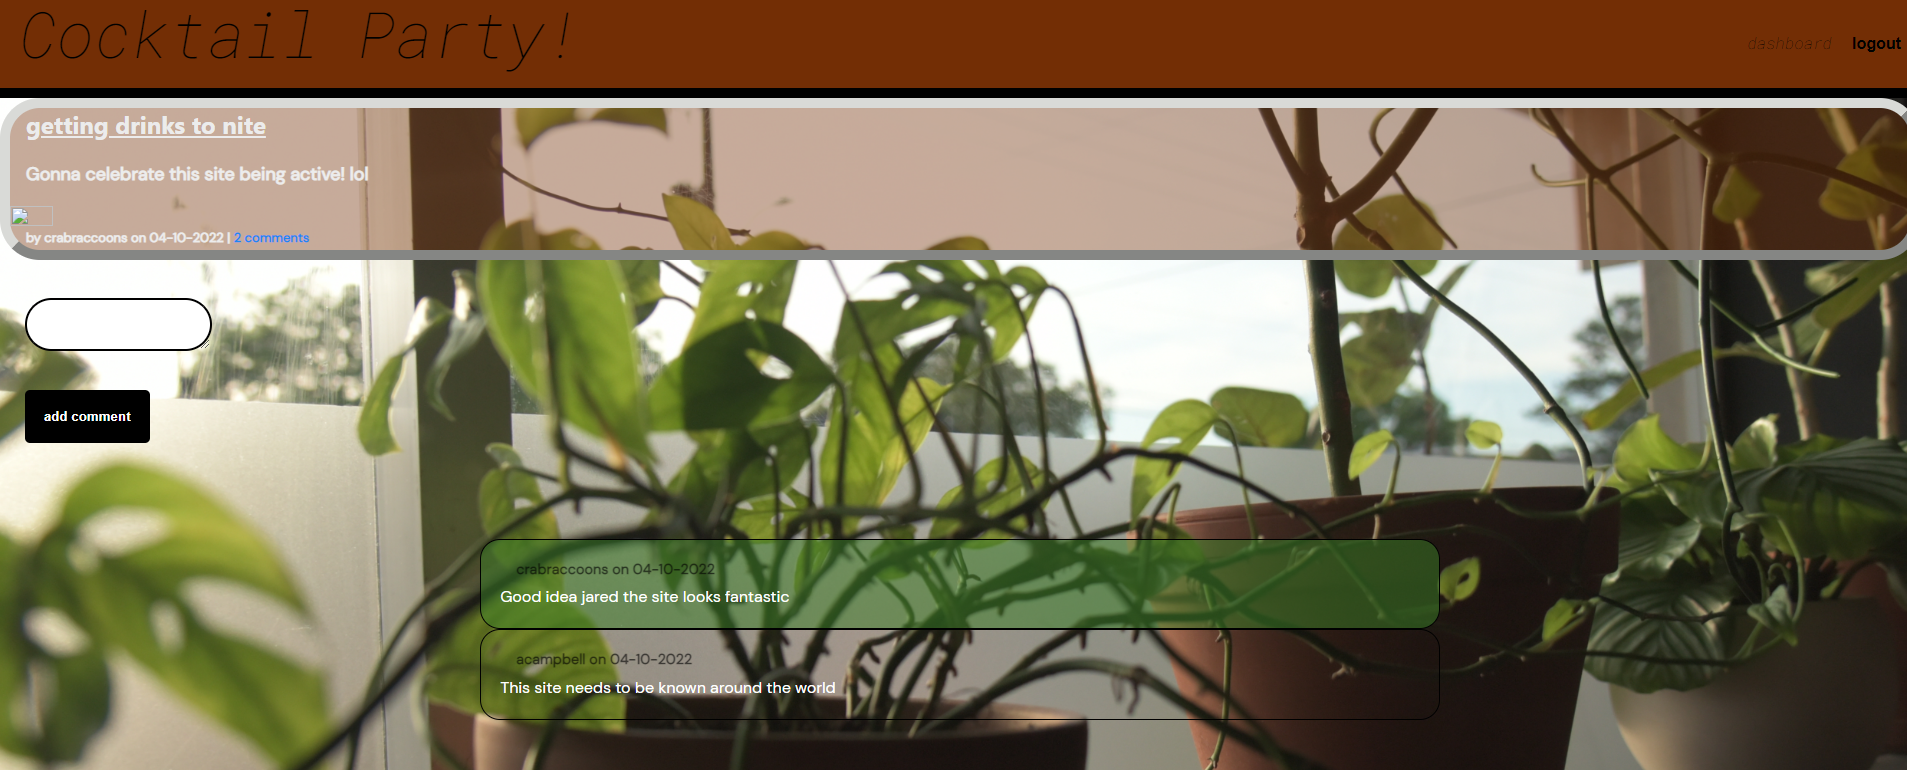 Cocktail Party!
dashboard logout
getting drinks to nite
Gonna celebrate this site being active! lol
by crabraccoons on 04-10-2022 | 2 comments
add comment
crabraccoons on 04-10-2022
Good idea jared the site looks fantastic
acampbell on 04-10-2022
This site needs to be known around the world